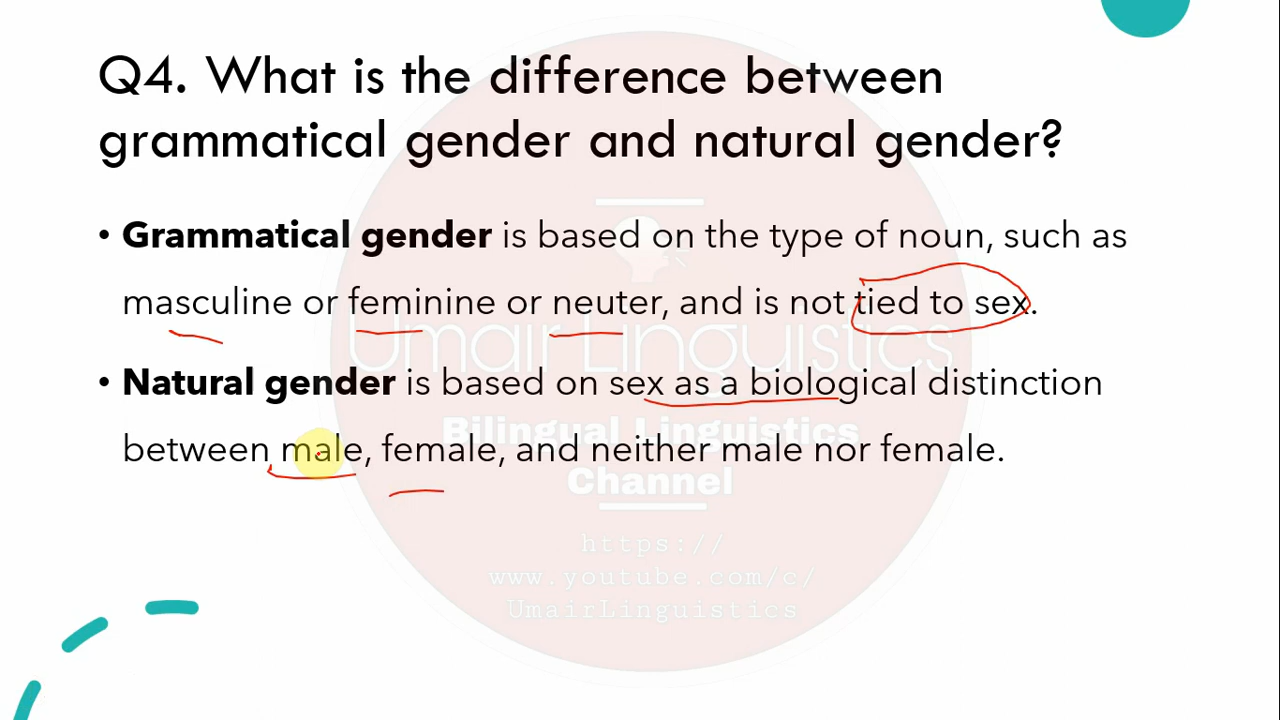 Q4. What is the difference between
grammatical gender and natural gender?
• Grammatical gender is based on the type of noun, such as
masculine or feminine or neuter, and is not tied to sex.
• Natural gender is based on sex as a biological distinction
between male, female, and neither male nor female.
Umair Linguistics
Bilingual Linguistics
Channel
https://
www.youtube.com/c/
UmairLinguistics